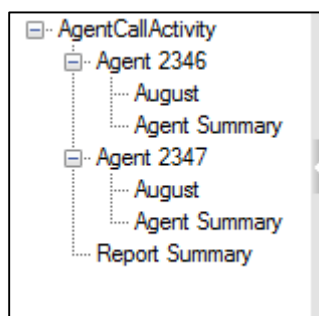 AgentCallActivity
Agent 2346
August
Agent Summary
Agent 2347
August
Agent Summary
Report Summary